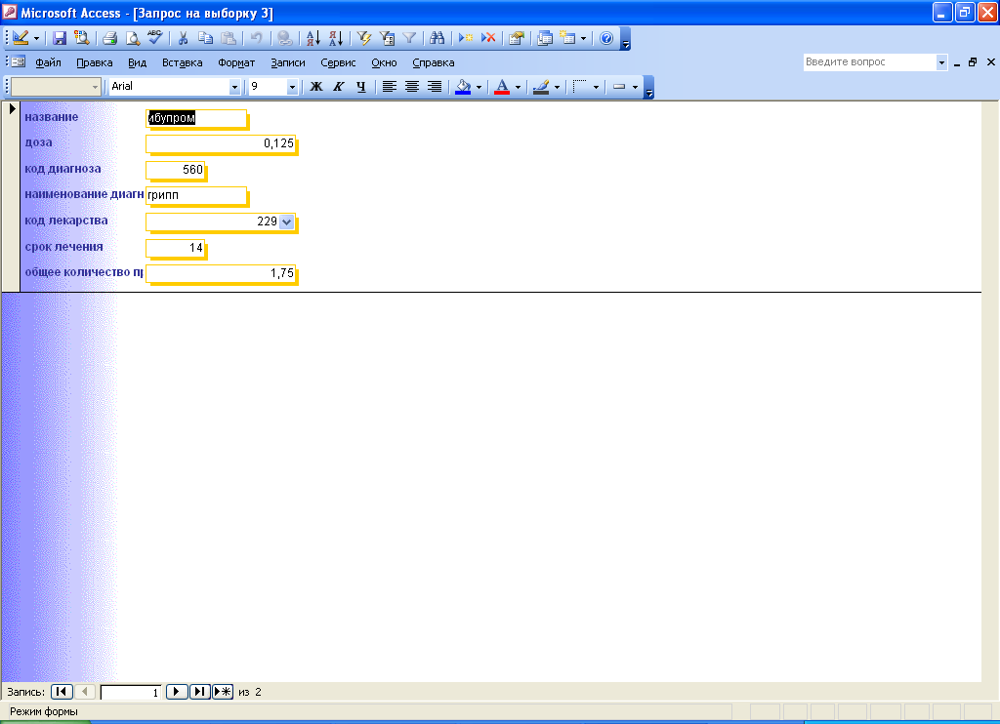 Microsoft Access - [Запрос на выборку 3]
Файл Правка Вид Вставка Формат Записи Сервис Окно Справка Введите вопрос
Arial 9 Ж К Ч
название ибупром
доза 0,125
код диагноза 560
наименование диагн грипп
код лекарства 229
срок лечения 14
общее количество пр 1,75
Запись: 1 из 2
Режим формы